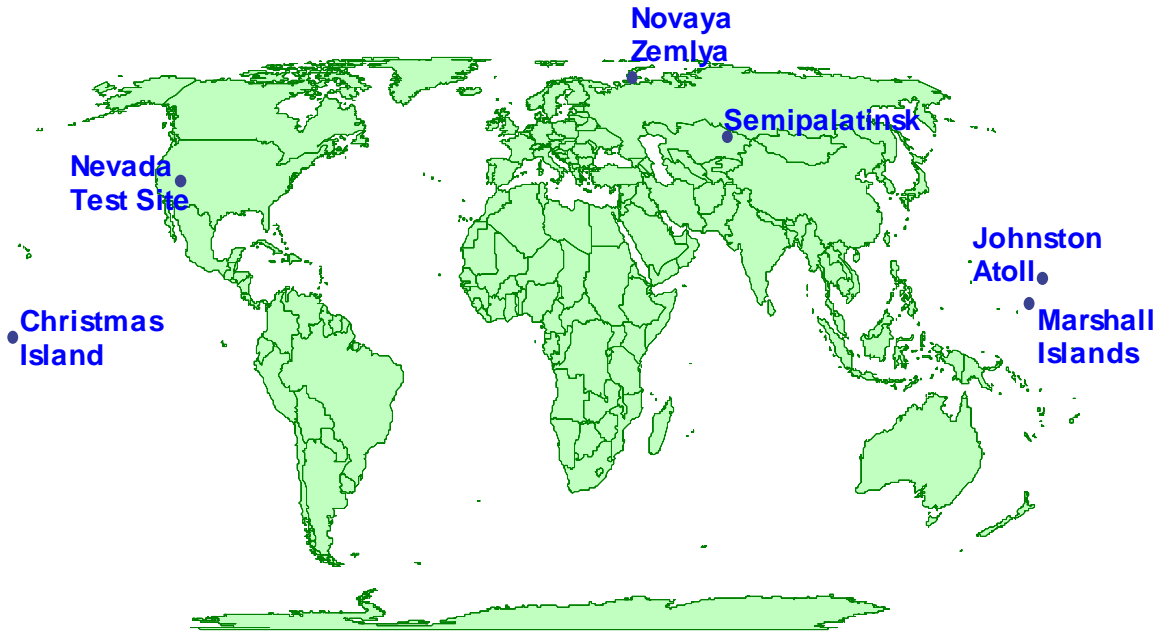 Novaya
Zemlya
Semipalatinsk
Nevada
Test Site
Johnston
Atoll
Christmas
Island
Marshall
Islands